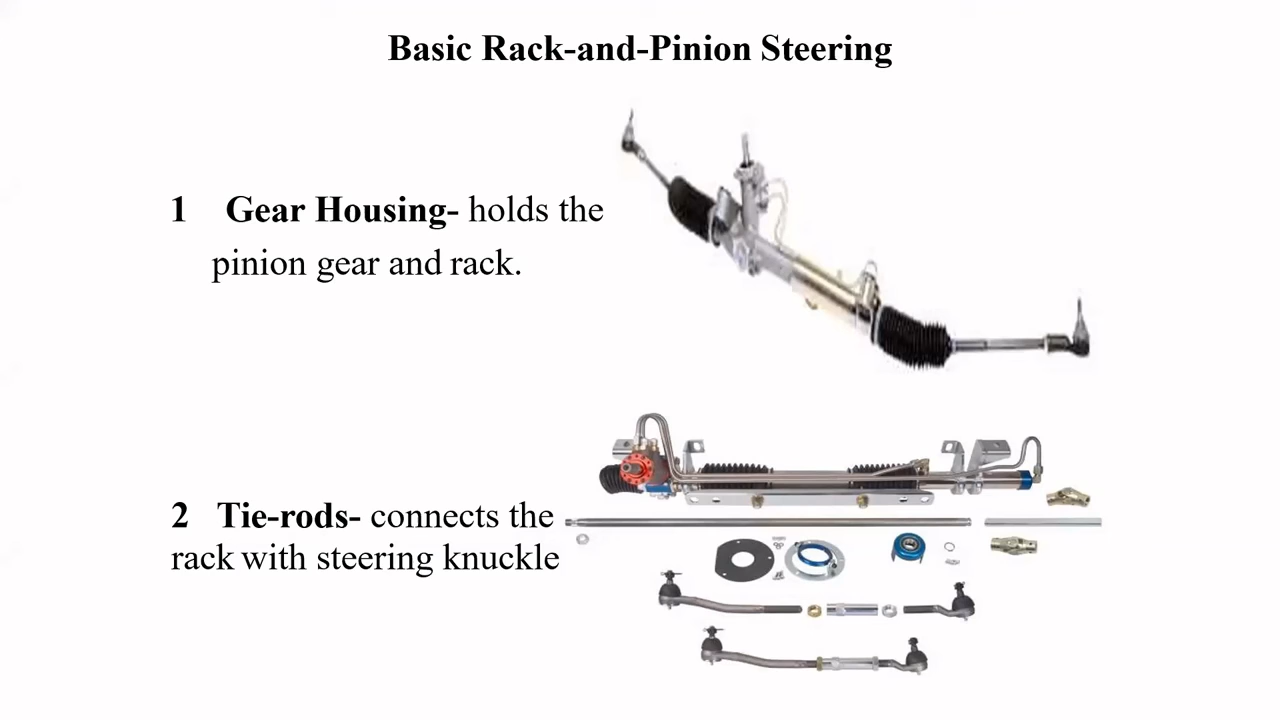 Basic Rack-and-Pinion Steering
1 Gear Housing- holds the
pinion gear and rack.
2 Tie-rods- connects the
rack with steering knuckle